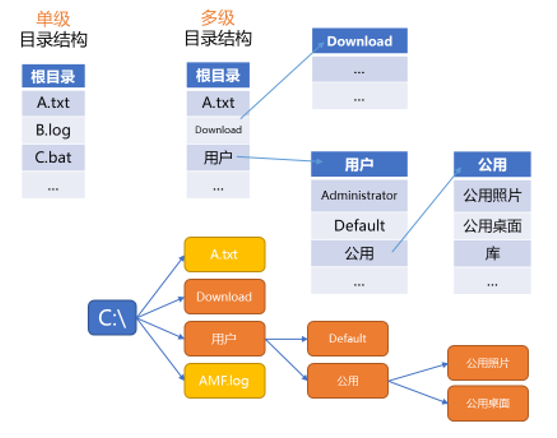 单级
目录结构
根目录
A.txt
B.log
C.bat
...
多级
目录结构
根目录
A.txt
Download
用户
...
Download
...
...
用户
Administrator
Default
公用
...
公用
公用照片
公用桌面
库
...
C:\
A.txt
Download
用户
AMF.log
Default
公用
公用照片
公用桌面